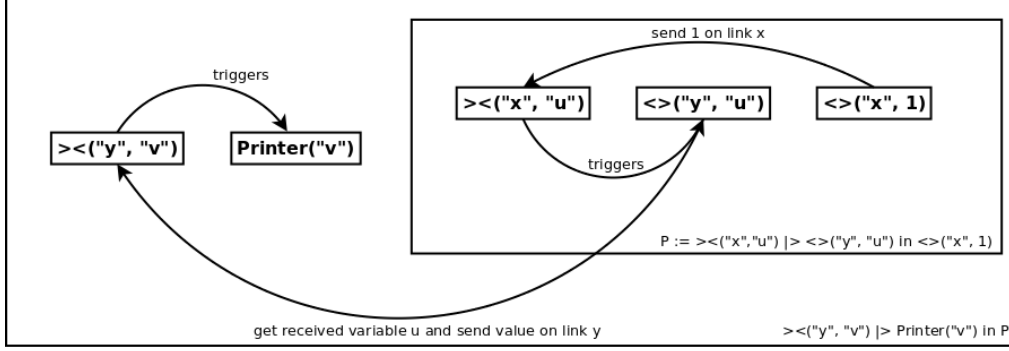 send 1 on link x
triggers
><("x", "u")
<>("y", "u")
<>("x", 1)
><("y", "v")
Printer("v")
triggers
P := ><("x","u") |> <>("y", "u") in <>("x", 1)
get received variable u and send value on link y
><("y", "v") |> Printer("v") in P